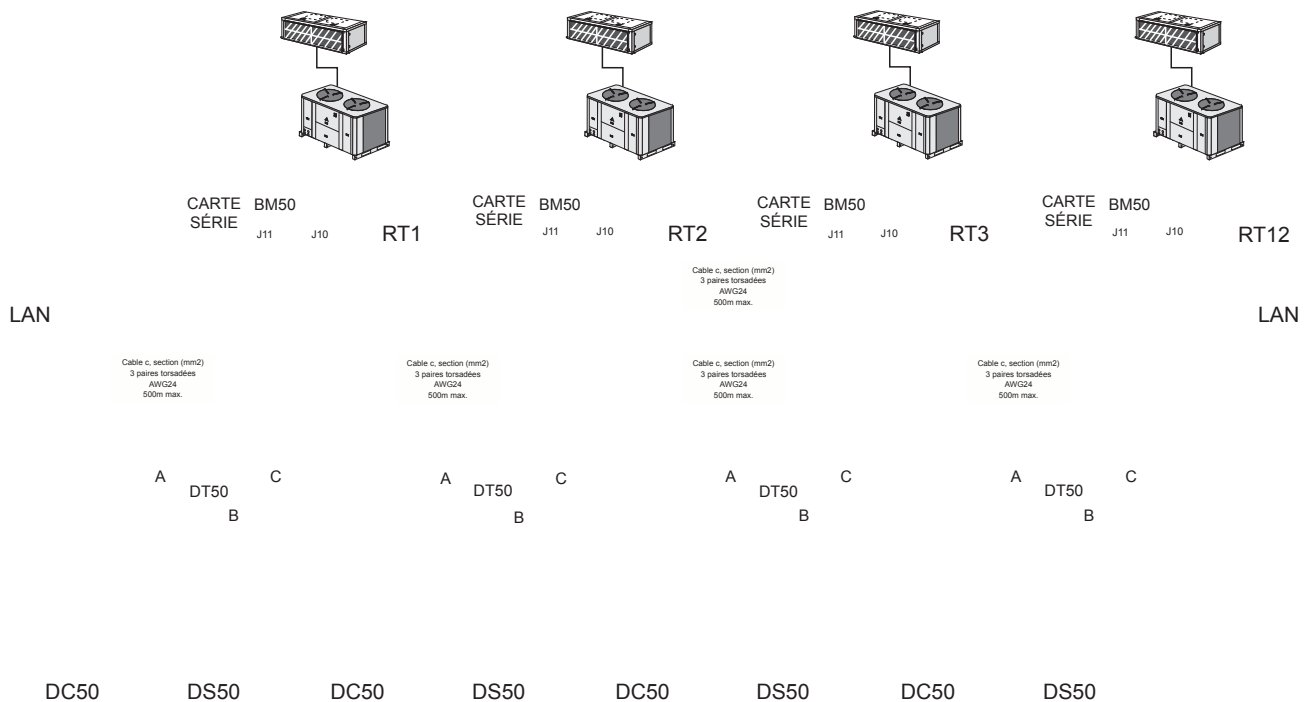 CARTE SÉRIE
BM50
J11
J10
RT1
CARTE SÉRIE
BM50
J11
J10
RT2
CARTE SÉRIE
BM50
J11
J10
RT3
CARTE SÉRIE
BM50
J11
J10
RT12
Cable c, section (mm2)
3 paires torsadées
AWG24
500m max.
LAN
LAN
Cable c, section (mm2)
3 paires torsadées
AWG24
500m max.
Cable c, section (mm2)
3 paires torsadées
AWG24
500m max.
Cable c, section (mm2)
3 paires torsadées
AWG24
500m max.
Cable c, section (mm2)
3 paires torsadées
AWG24
500m max.
A
DT50
C
B
A
DT50
C
B
A
DT50
C
B
A
DT50
C
B
DC50
DS50
DC50
DS50
DC50
DS50
DC50
DS50